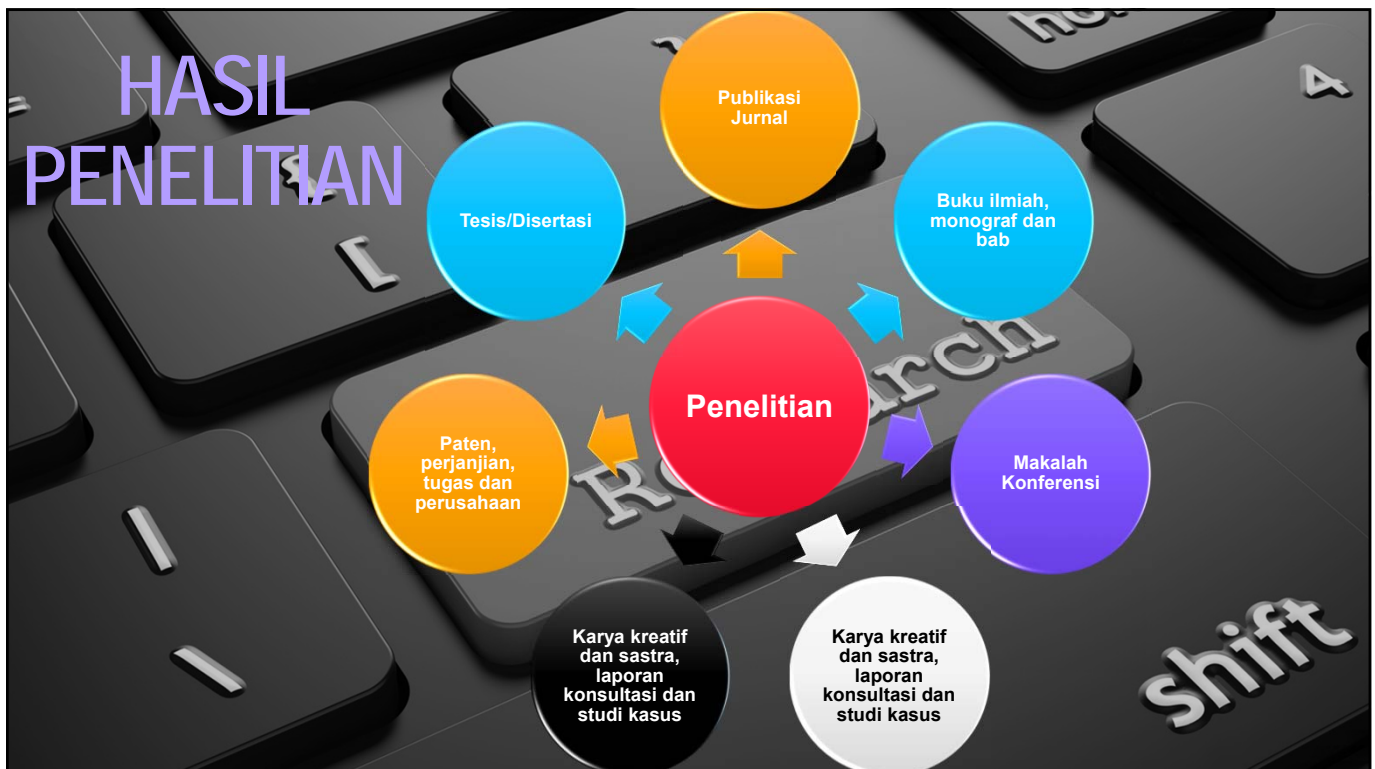 HASIL
PENELITIAN
Publikasi
Jurnal
Tesis/Disertasi
Buku ilmiah,
monograf dan
bab
Penelitian
Paten,
perjanjian,
tugas dan
perusahaan
Makalah
Konferensi
Karya kreatif
dan sastra,
laporan
konsultasi dan
studi kasus
Karya kreatif
dan sastra,
laporan
konsultasi dan
studi kasus
4
shift